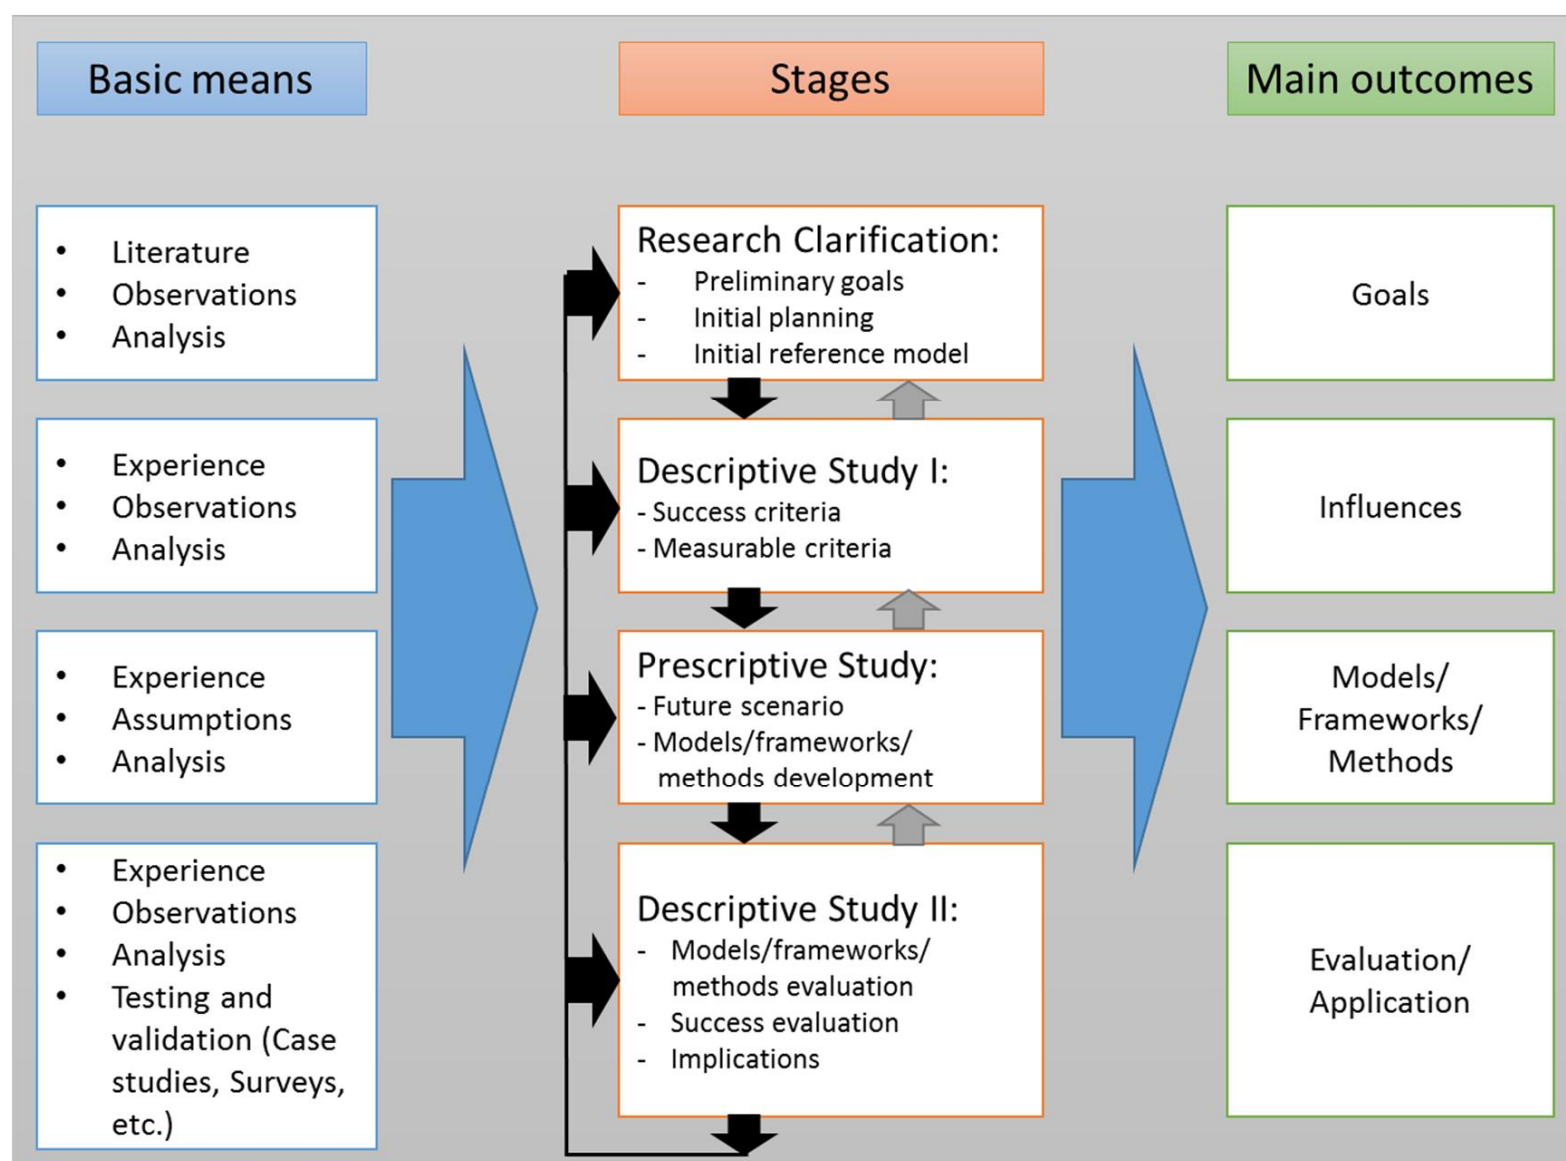 Basic means
Stages
Main outcomes
• Literature
• Observations
• Analysis
Research Clarification:
- Preliminary goals
- Initial planning
- Initial reference model
Goals
• Experience
• Observations
• Analysis
Descriptive Study I:
- Success criteria
- Measurable criteria
Influences
• Experience
• Assumptions
• Analysis
Prescriptive Study:
- Future scenario
- Models/frameworks/
methods development
Models/
Frameworks/
Methods
• Experience
• Observations
• Analysis
• Testing and
validation (Case
studies, Surveys,
etc.)
Descriptive Study II:
- Models/frameworks/
methods evaluation
- Success evaluation
- Implications
Evaluation/
Application